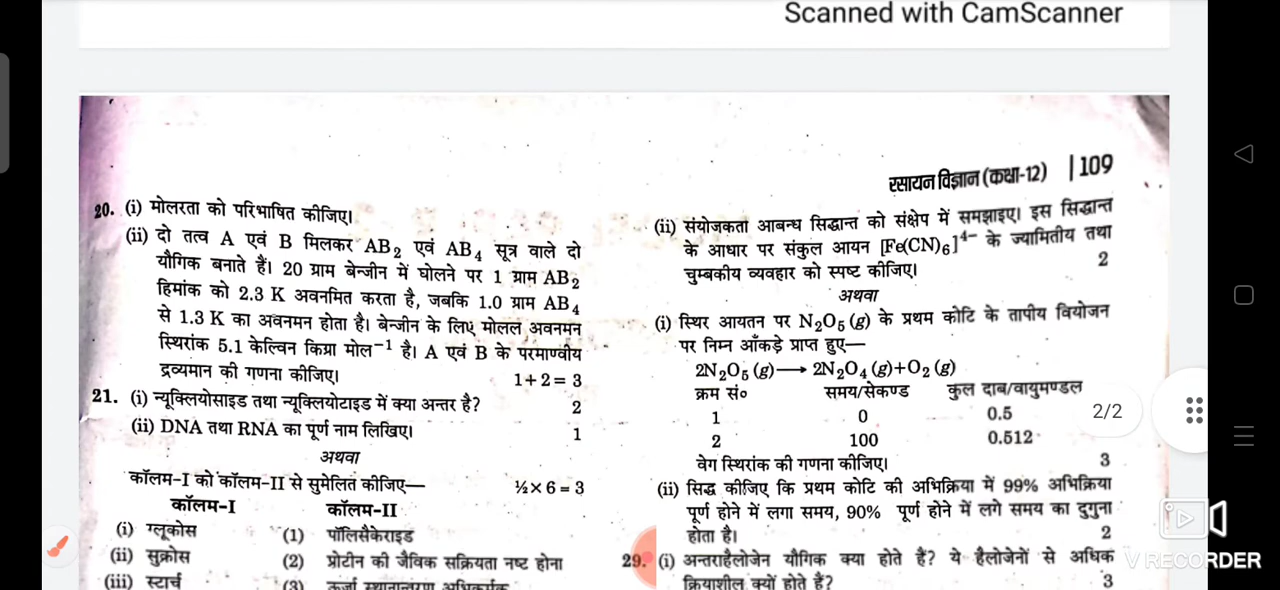 Scanned with CamScanner
रसायन विज्ञान (कक्षा-12) | 109
20. (i) मोलरता को परिभाषित कीजिए।
(ii) दो तत्व A एवं B मिलकर AB₂ एवं AB₄ सूत्र वाले दो
यौगिक बनाते हैं। 20 ग्राम बेन्जीन में घोलने पर 1 ग्राम AB₂
हिमांक को 2.3 K अवनमित करता है, जबकि 1.0 ग्राम AB₄
से 1.3 K का अवनमन होता है। बेन्जीन के लिए मोलल अवनमन
स्थिरांक 5.1 केल्विन किग्रा मोल⁻¹ है। A एवं B के परमाण्वीय
द्रव्यमान की गणना कीजिए। 1+2=3
21. (i) न्यूक्लियोसाइड तथा न्यूक्लियोटाइड में क्या अन्तर है? 2
(ii) DNA तथा RNA का पूर्ण नाम लिखिए। 1
अथवा
कॉलम-I को कॉलम-II से सुमेलित कीजिए— ½×6=3
कॉलम-I कॉलम-II
(i) ग्लूकोस (1) पॉलिसैकेराइड
(ii) सुक्रोस (2) प्रोटीन की जैविक सक्रियता नष्ट होना
(iii) स्टार्च (3) ऊर्जा स्थानान्तरण अभिकर्मक
(ii) संयोजकता आबन्ध सिद्धान्त को संक्षेप में समझाइए। इस सिद्धान्त
के आधार पर संकुल आयन [Fe(CN)₆]⁴⁻ के ज्यामितीय तथा
चुम्बकीय व्यवहार को स्पष्ट कीजिए। 2
अथवा
(i) स्थिर आयतन पर N₂O₅ (g) के प्रथम कोटि के तापीय वियोजन
पर निम्न आँकड़े प्राप्त हुए—
2N₂O₅ (g) ⟶ 2N₂O₄ (g)+O₂ (g)
क्रम सं० समय/सेकण्ड कुल दाब/वायुमण्डल
1 0 0.5
2 100 0.512
वेग स्थिरांक की गणना कीजिए। 3
(ii) सिद्ध कीजिए कि प्रथम कोटि की अभिक्रिया में 99% अभिक्रिया
पूर्ण होने में लगा समय, 90% पूर्ण होने में लगे समय का दुगुना
होता है। 2
29. (i) अन्तराहैलोजेन यौगिक क्या होते हैं? ये हैलोजेनों से अधिक
क्रियाशील क्यों होते हैं? 3
2/2
V RECORDER